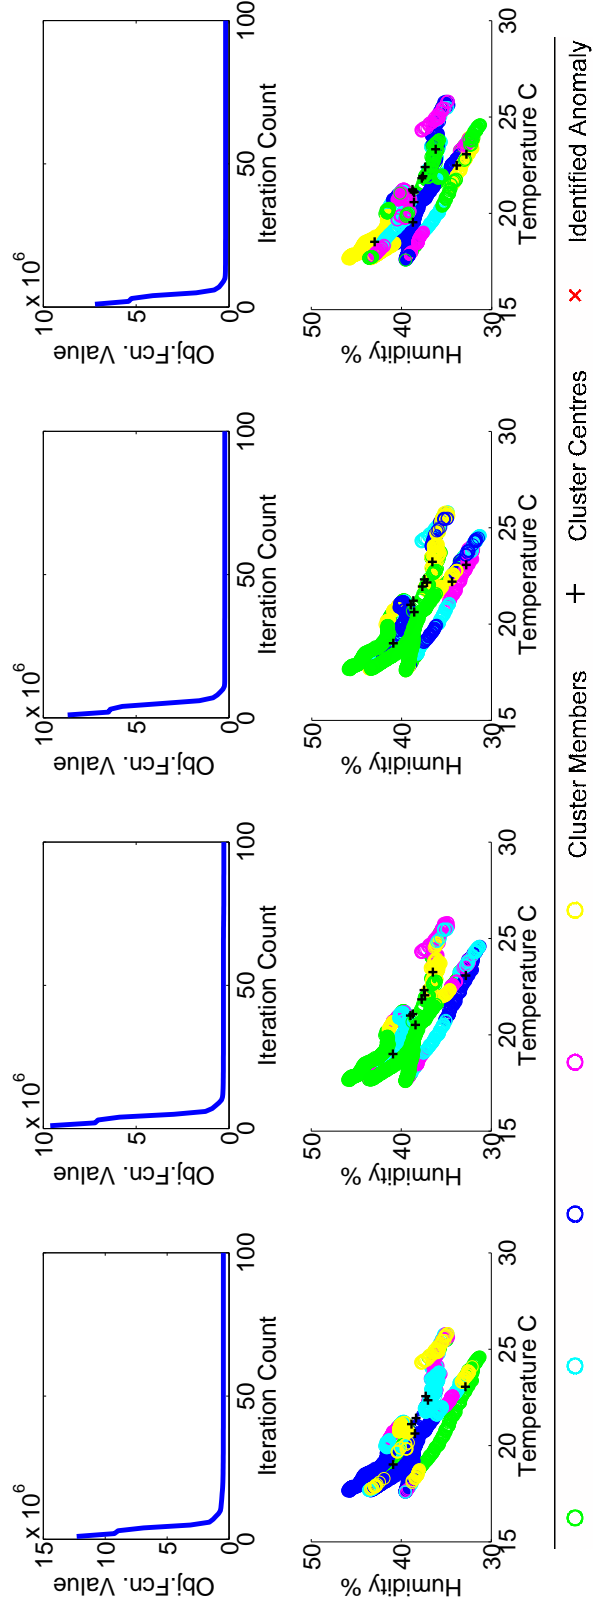 x 10^6
15
10
5
0
Obj.Fcn. Value
0 50 100
Iteration Count
x 10^6
10
5
0
Obj.Fcn. Value
0 50 100
Iteration Count
x 10^6
10
5
0
Obj.Fcn. Value
0 50 100
Iteration Count
x 10^6
10
5
0
Obj.Fcn. Value
0 50 100
Iteration Count
50
40
30
Humidity %
15 20 25 30
Temperature C
50
40
30
Humidity %
15 20 25 30
Temperature C
50
40
30
Humidity %
15 20 25 30
Temperature C
50
40
30
Humidity %
15 20 25 30
Temperature C
Cluster Members Cluster Centres Identified Anomaly